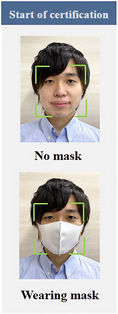 Start of certification
No mask
Wearing mask